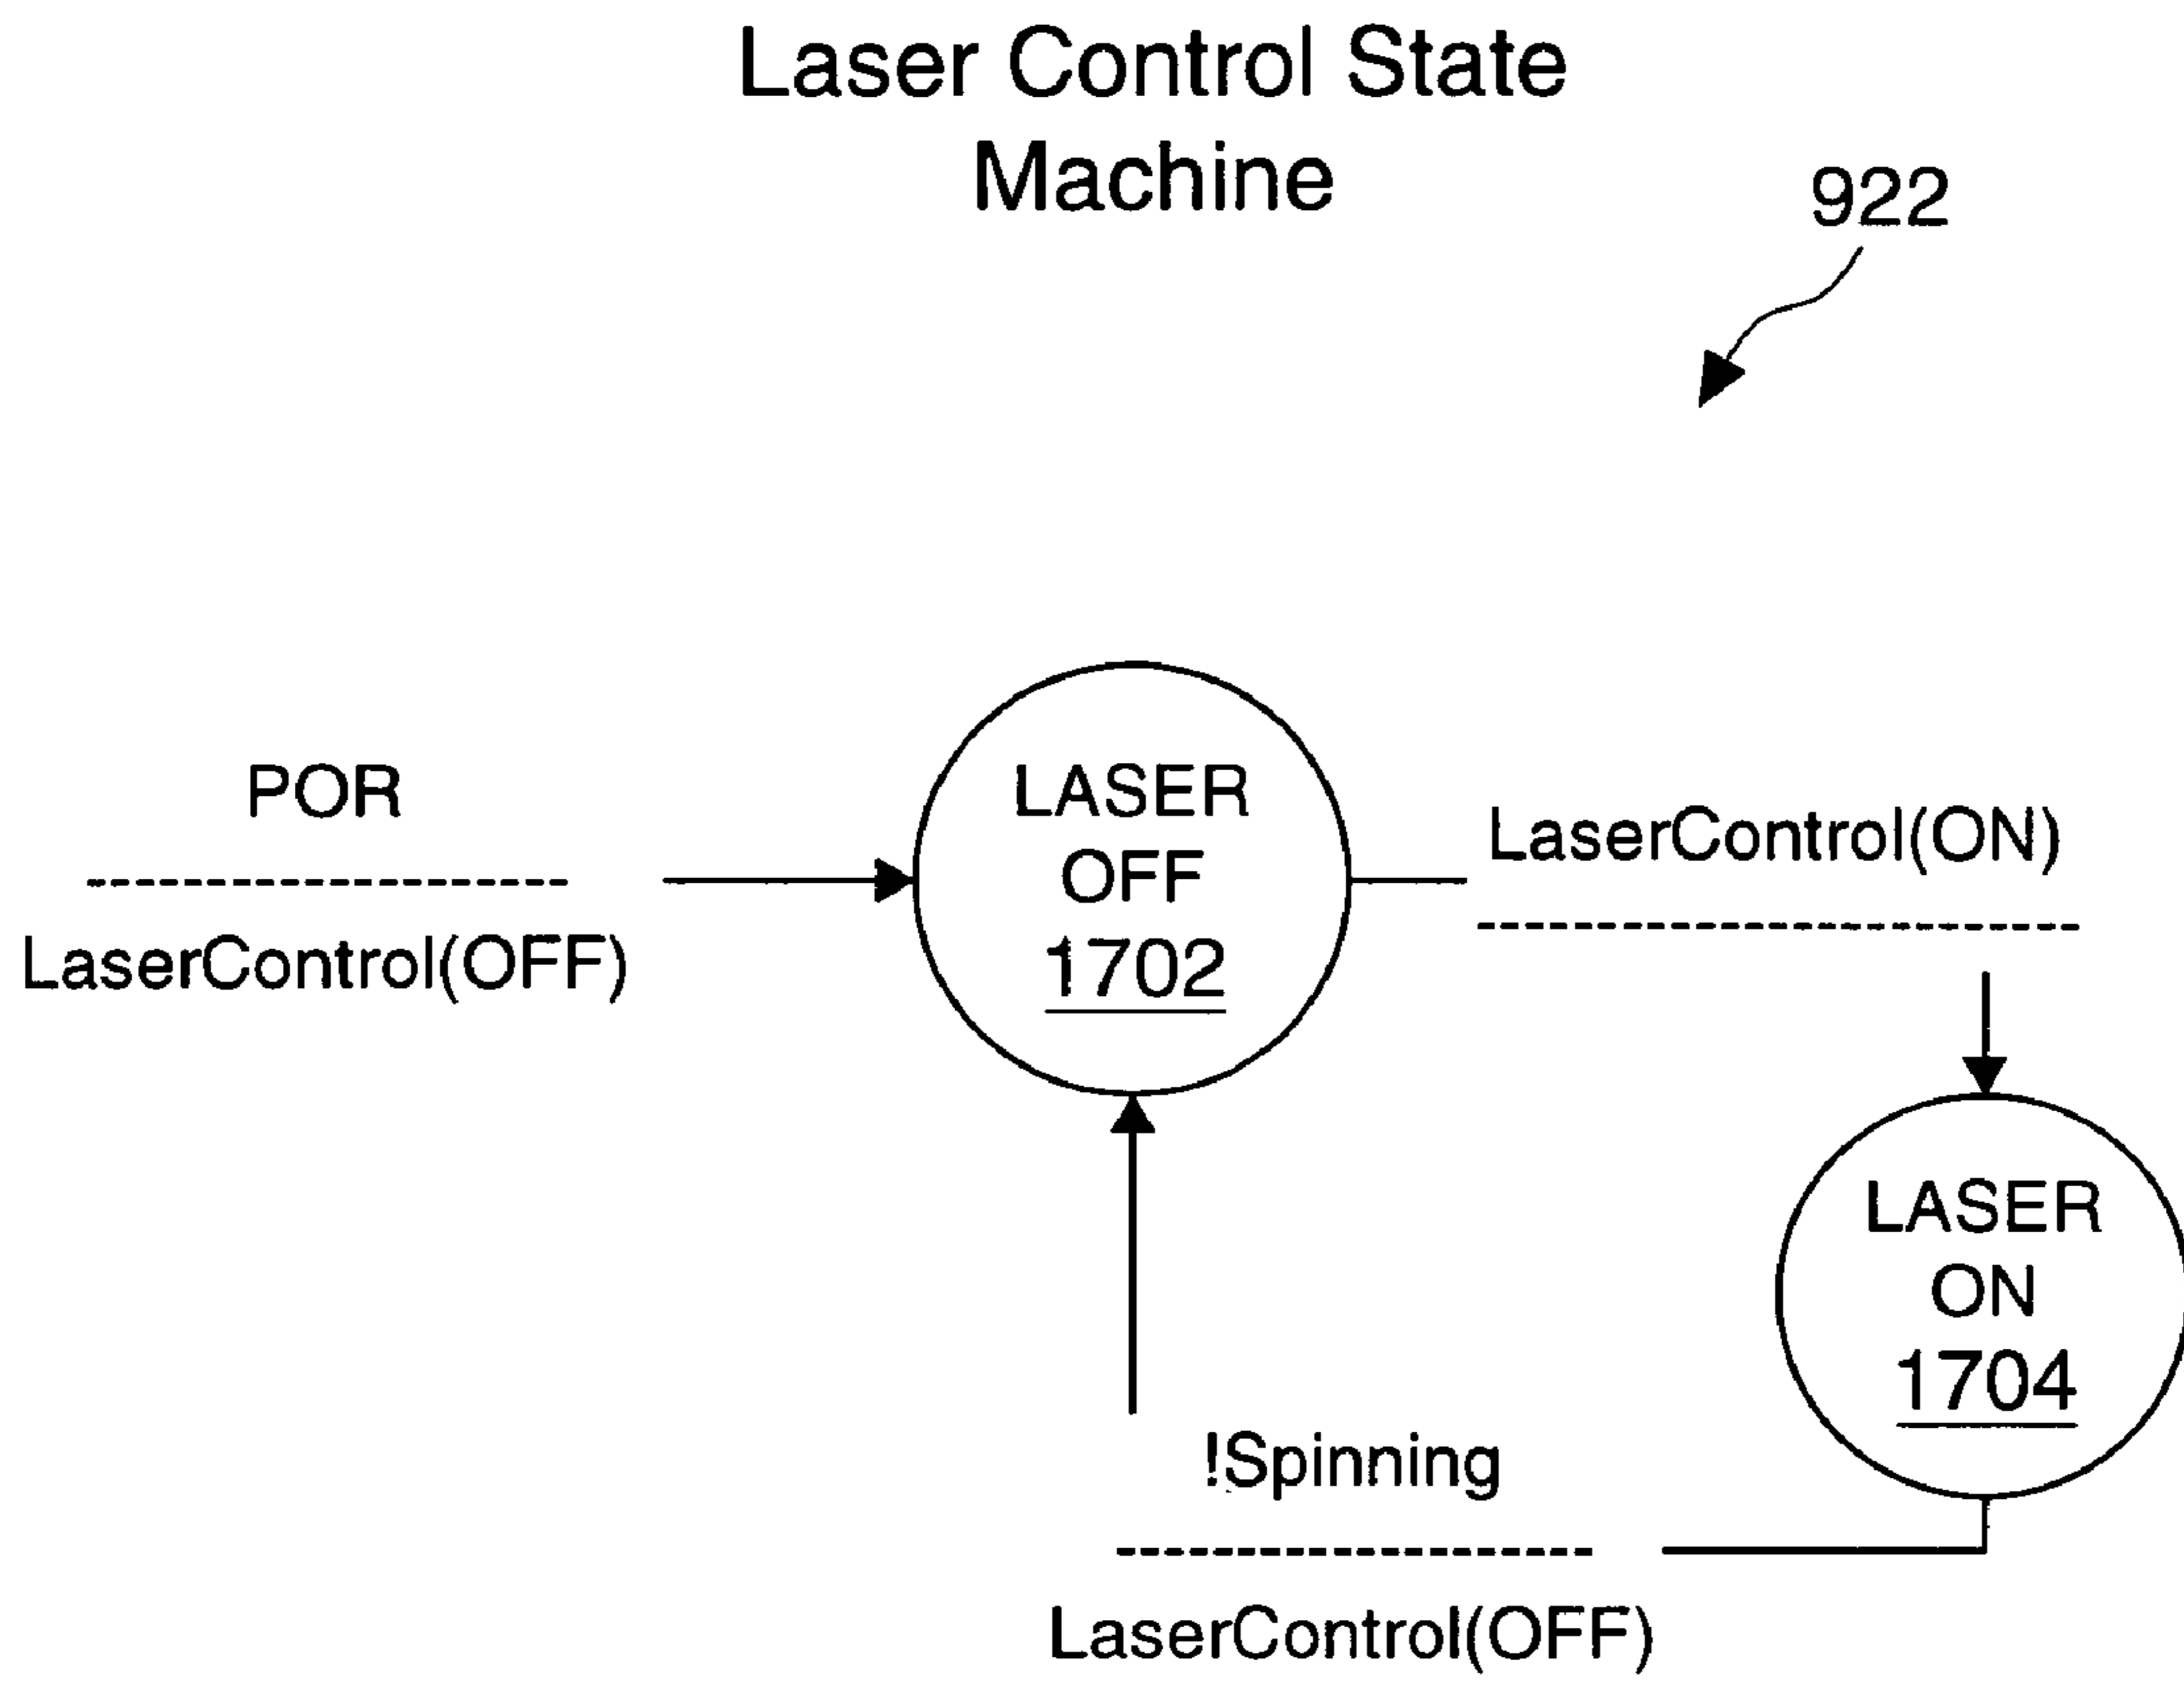 Laser Control State
Machine
922
POR
LaserControl(OFF)
LASER
OFF
1702
LaserControl(ON)
LASER
ON
1704
!Spinning
LaserControl(OFF)